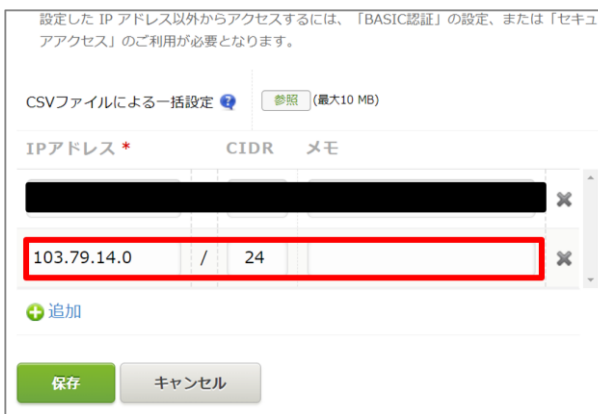 設定した IP アドレス以外からアクセスするには、「BASIC認証」の設定、または「セキュ
アアクセス」のご利用が必要となります。
CSVファイルによる一括設定 ? 参照 (最大10 MB)
IPアドレス * CIDR メモ
103.79.14.0 / 24
追加
保存 キャンセル